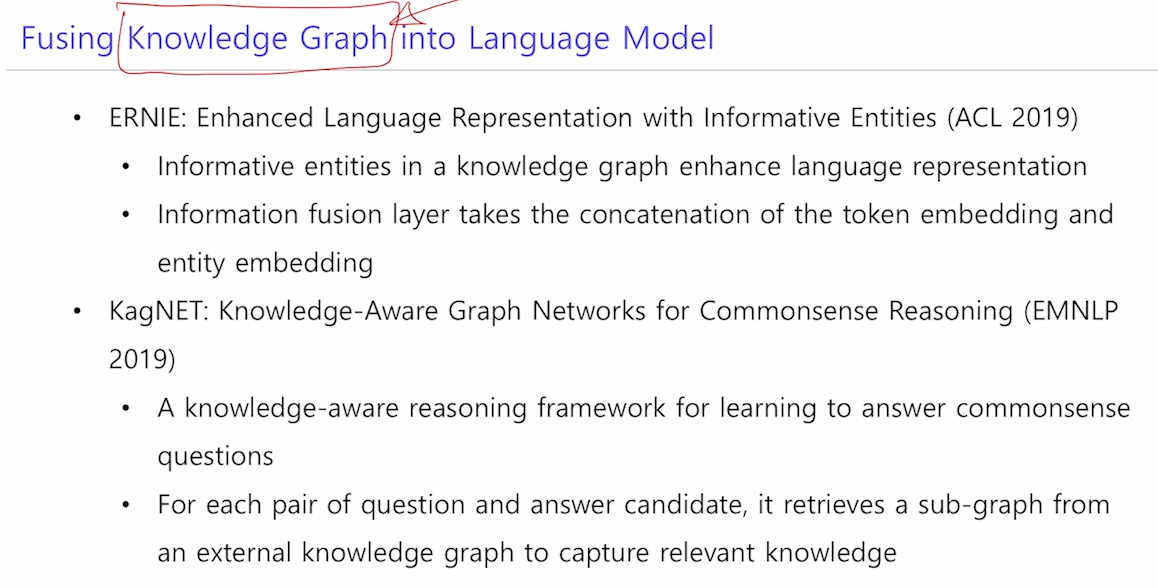 Fusing Knowledge Graph into Language Model
• ERNIE: Enhanced Language Representation with Informative Entities (ACL 2019)
• Informative entities in a knowledge graph enhance language representation
• Information fusion layer takes the concatenation of the token embedding and
entity embedding
• KagNET: Knowledge-Aware Graph Networks for Commonsense Reasoning (EMNLP
2019)
• A knowledge-aware reasoning framework for learning to answer commonsense
questions
• For each pair of question and answer candidate, it retrieves a sub-graph from
an external knowledge graph to capture relevant knowledge